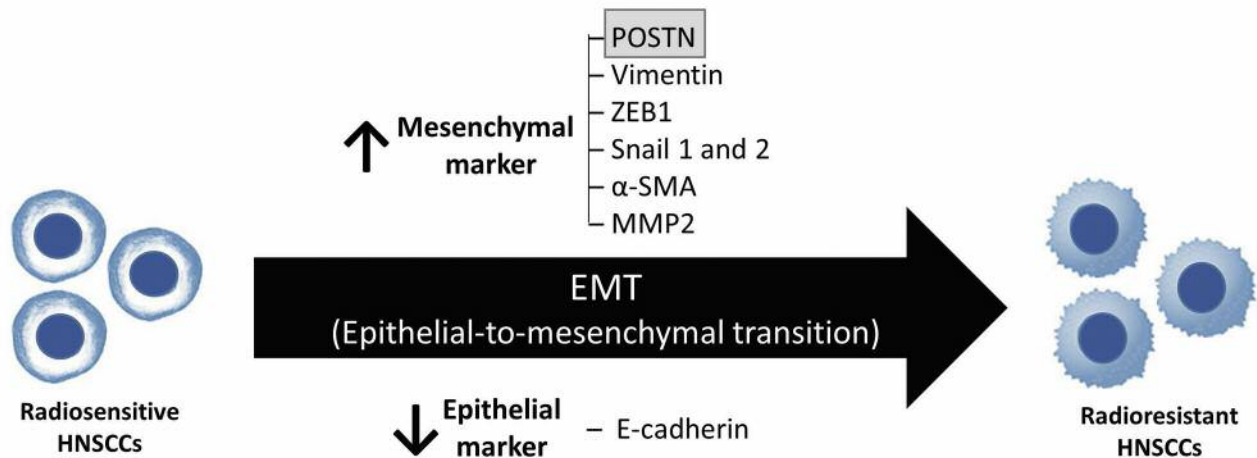 POSTN
Vimentin
ZEB1
Snail 1 and 2
α-SMA
MMP2
Mesenchymal
marker
EMT
(Epithelial-to-mesenchymal transition)
Radiosensitive
HNSCCs
Epithelial
marker
– E-cadherin
Radioresistant
HNSCCs